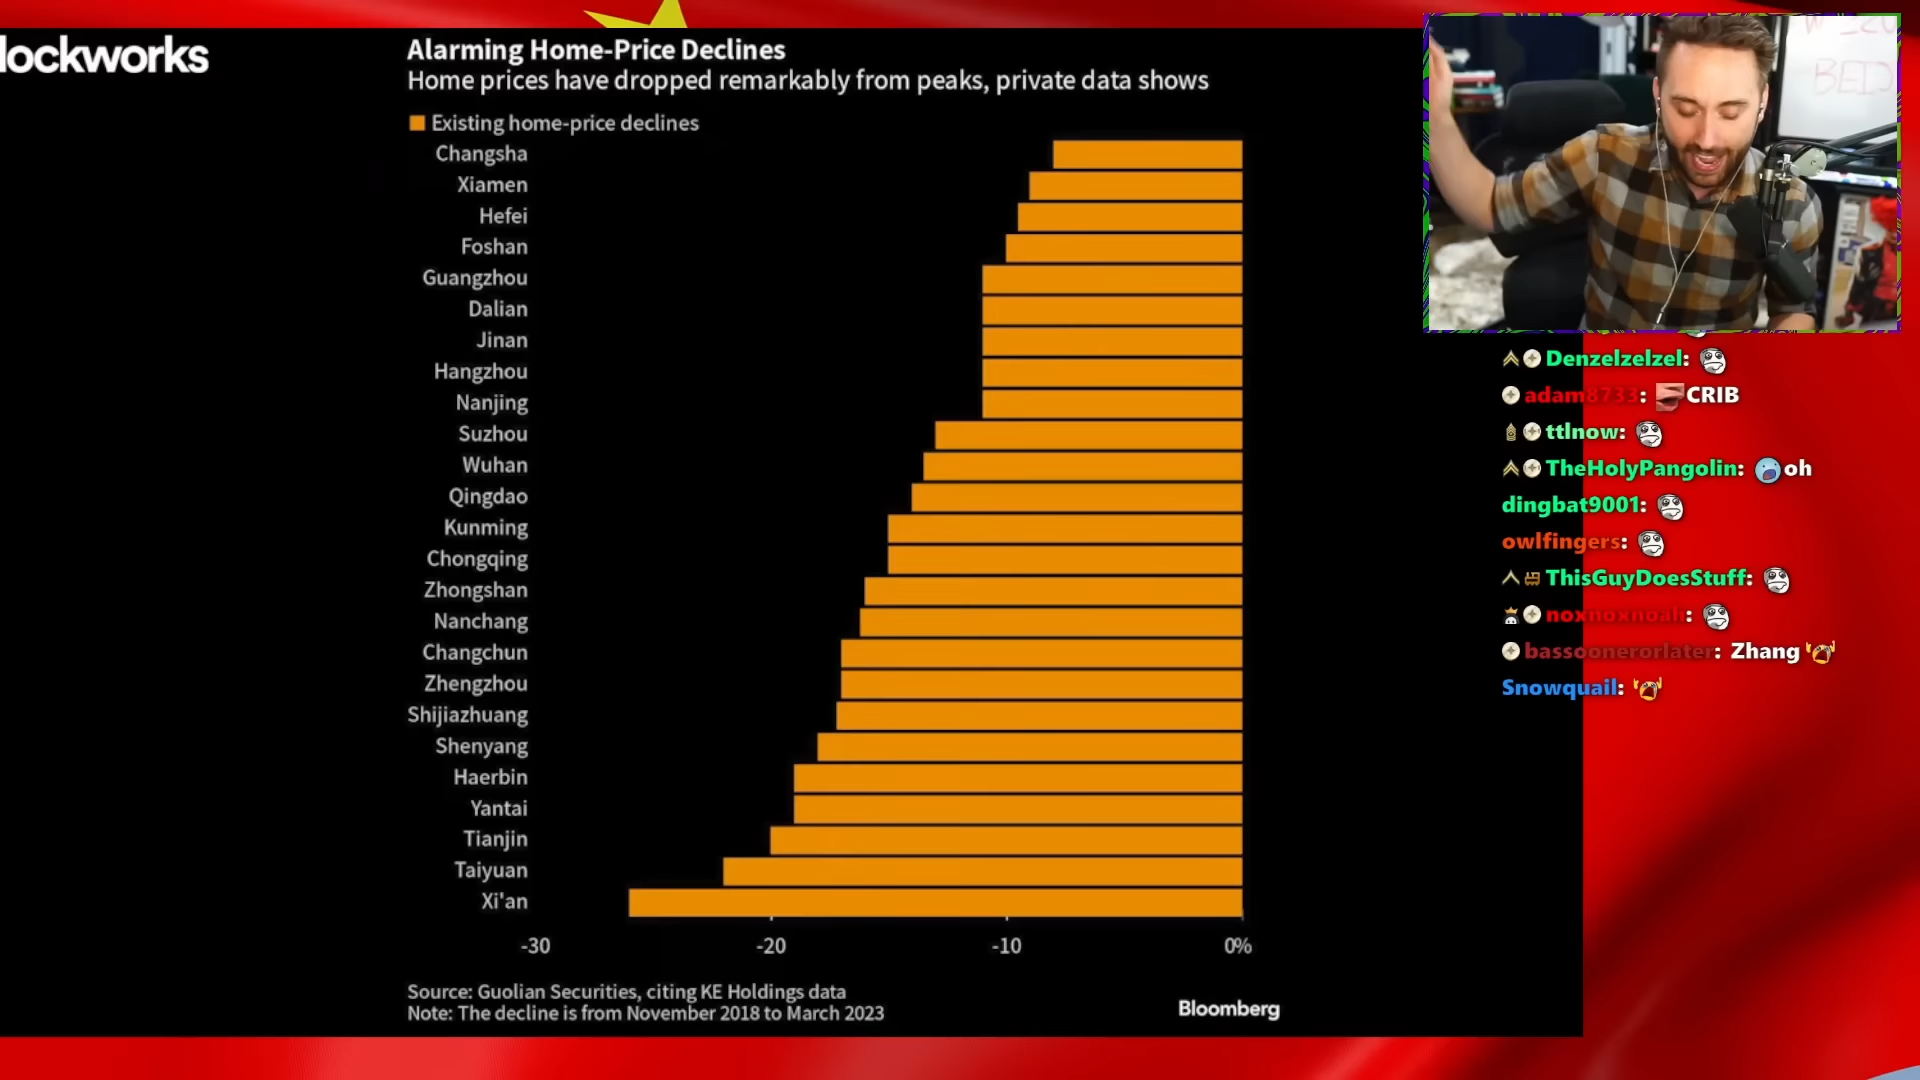 lockworks
Alarming Home-Price Declines
Home prices have dropped remarkably from peaks, private data shows
Existing home-price declines
Changsha
Xiamen
Hefei
Foshan
Guangzhou
Dalian
Jinan
Hangzhou
Nanjing
Suzhou
Wuhan
Qingdao
Kunming
Chongqing
Zhongshan
Nanchang
Changchun
Zhengzhou
Shijiazhuang
Shenyang
Haerbin
Yantai
Tianjin
Taiyuan
Xi'an
-30 -20 -10 0%
Source: Guolian Securities, citing KE Holdings data
Note: The decline is from November 2018 to March 2023
Bloomberg
Denzelzelzel:
adam8733: CRIB
ttlnow:
TheHolyPangolin: oh
dingbat9001:
owlfingers:
ThisGuyDoesStuff:
noxnoxnoah:
bassoonerorlater: Zhang
Snowquail: